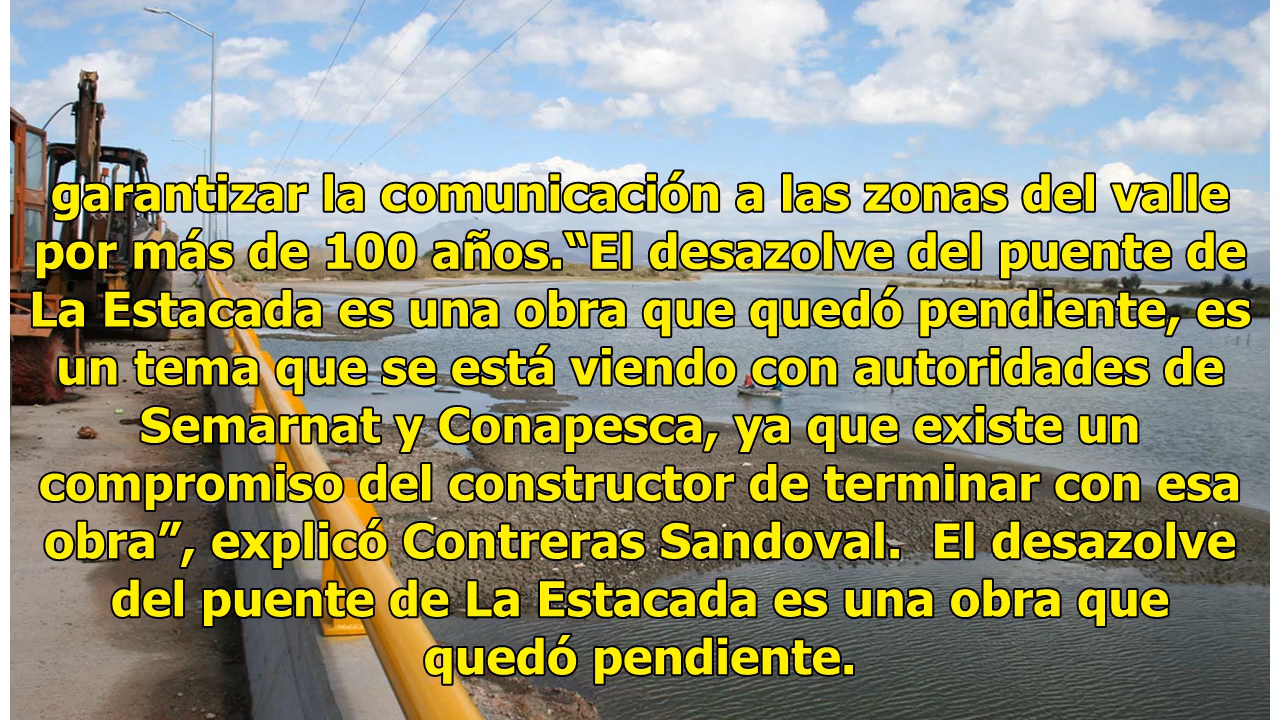 garantizar la comunicación a las zonas del valle
por más de 100 años.“El desazolve del puente de
La Estacada es una obra que quedó pendiente, es
un tema que se está viendo con autoridades de
Semarnat y Conapesca, ya que existe un
compromiso del constructor de terminar con esa
obra”, explicó Contreras Sandoval.  El desazolve
del puente de La Estacada es una obra que
quedó pendiente.